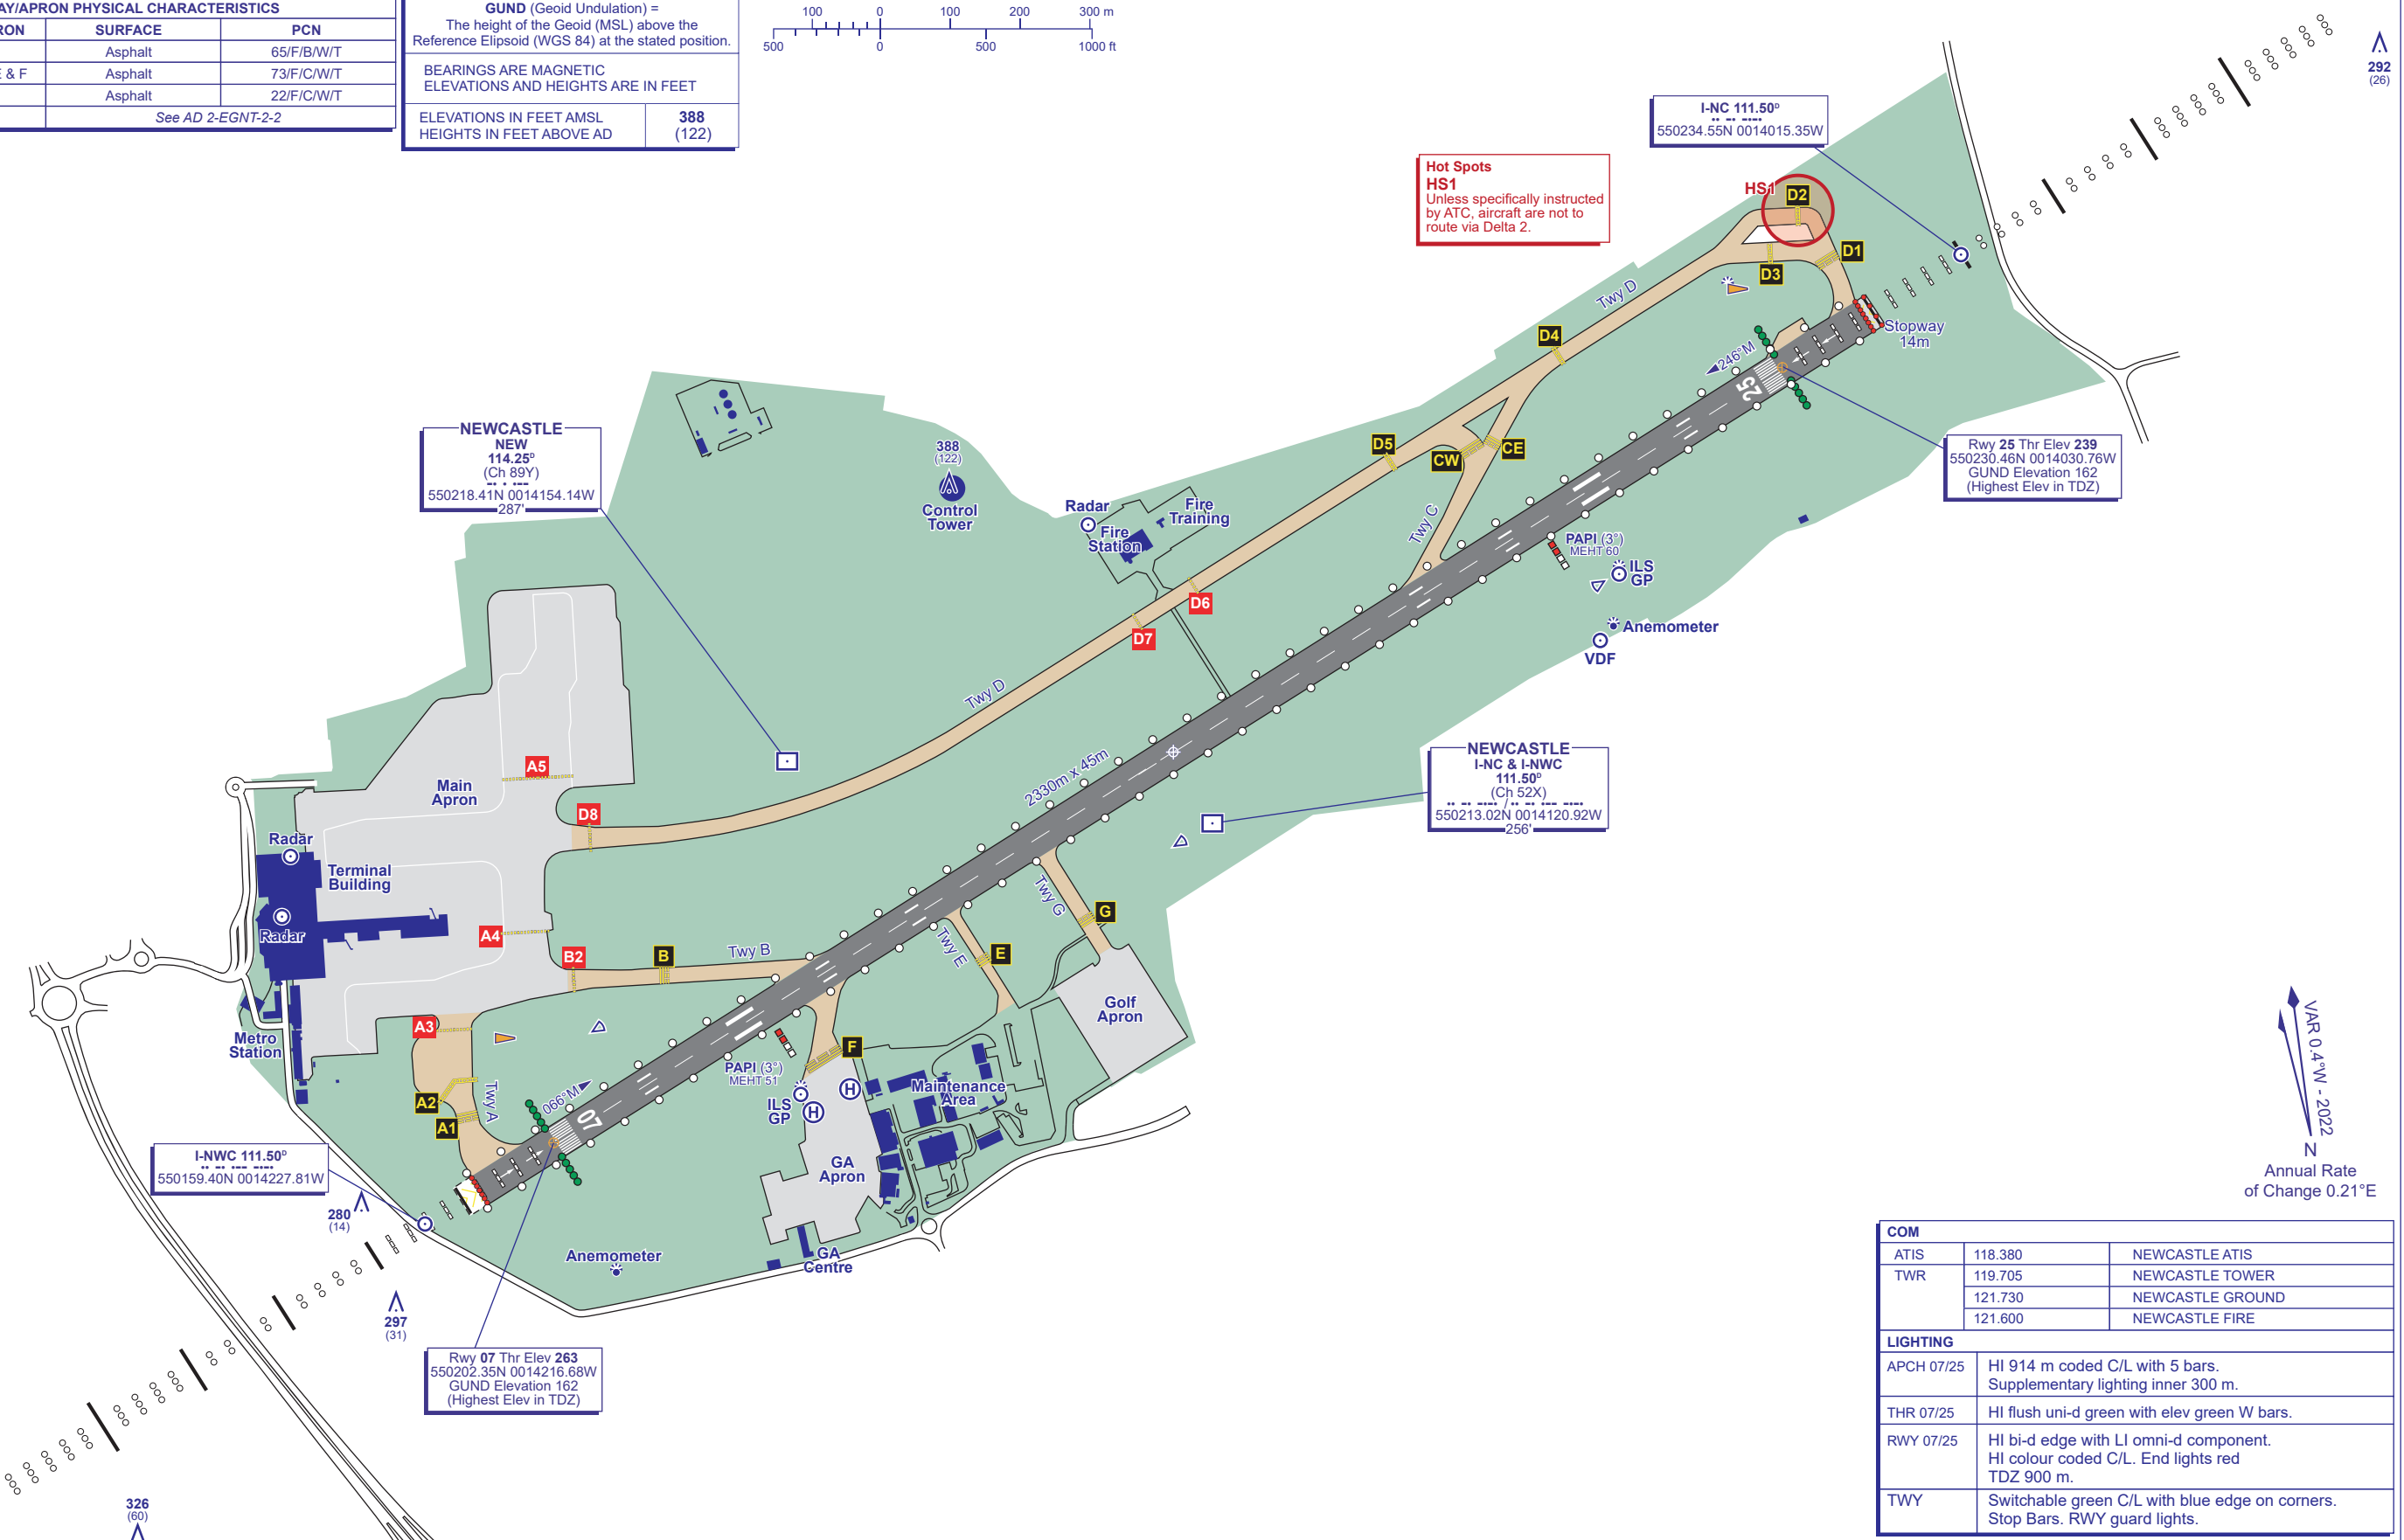 AY/APRON PHYSICAL CHARACTERISTICS
RON SURFACE PCN
Asphalt 65/F/B/W/T
E & F Asphalt 73/F/C/W/T
Asphalt 22/F/C/W/T
See AD 2-EGNT-2-2
GUND (Geoid Undulation) =
The height of the Geoid (MSL) above the
Reference Elipsoid (WGS 84) at the stated position.
BEARINGS ARE MAGNETIC
ELEVATIONS AND HEIGHTS ARE IN FEET
ELEVATIONS IN FEET AMSL 388
HEIGHTS IN FEET ABOVE AD (122)
100 0 100 200 300 m
500 0 500 1000 ft
292
(26)
I-NC 111.50ᴰ
550234.55N 0014015.35W
Hot Spots
HS1
Unless specifically instructed
by ATC, aircraft are not to
route via Delta 2.
HS1
D2
D1
D3
Twy D
Stopway
14m
D4
246°M
25
NEWCASTLE
NEW
114.25ᴰ
(Ch 89Y)
550218.41N 0014154.14W
287'
388
(122)
Control
Tower
D5
CW
CE
Rwy 25 Thr Elev 239
550230.46N 0014030.76W
GUND Elevation 162
(Highest Elev in TDZ)
Radar
Fire
Station
Fire
Training
Twy C
PAPI (3°)
MEHT 60
ILS
GP
D6
D7
Anemometer
VDF
Twy D
2330m x 45m
NEWCASTLE
I-NC & I-NWC
111.50ᴰ
(Ch 52X)
550213.02N 0014120.92W
256'
A5
Main
Apron
D8
Radar
Terminal
Building
Radar
A4
B2
B
Twy B
Twy G
G
Twy E
E
Golf
Apron
Metro
Station
A3
F
PAPI (3°)
MEHT 51
ILS
GP
H
H
Maintenance
Area
A2
A1
Twy A
066°M
07
GA
Apron
I-NWC 111.50ᴰ
550159.40N 0014227.81W
280
(14)
Anemometer
GA
Centre
297
(31)
Rwy 07 Thr Elev 263
550202.35N 0014216.68W
GUND Elevation 162
(Highest Elev in TDZ)
326
(60)
VAR 0.4°W - 2022
N
Annual Rate
of Change 0.21°E
COM
ATIS 118.380 NEWCASTLE ATIS
TWR 119.705 NEWCASTLE TOWER
121.730 NEWCASTLE GROUND
121.600 NEWCASTLE FIRE
LIGHTING
APCH 07/25 HI 914 m coded C/L with 5 bars.
Supplementary lighting inner 300 m.
THR 07/25 HI flush uni-d green with elev green W bars.
RWY 07/25 HI bi-d edge with LI omni-d component.
HI colour coded C/L. End lights red
TDZ 900 m.
TWY Switchable green C/L with blue edge on corners.
Stop Bars. RWY guard lights.